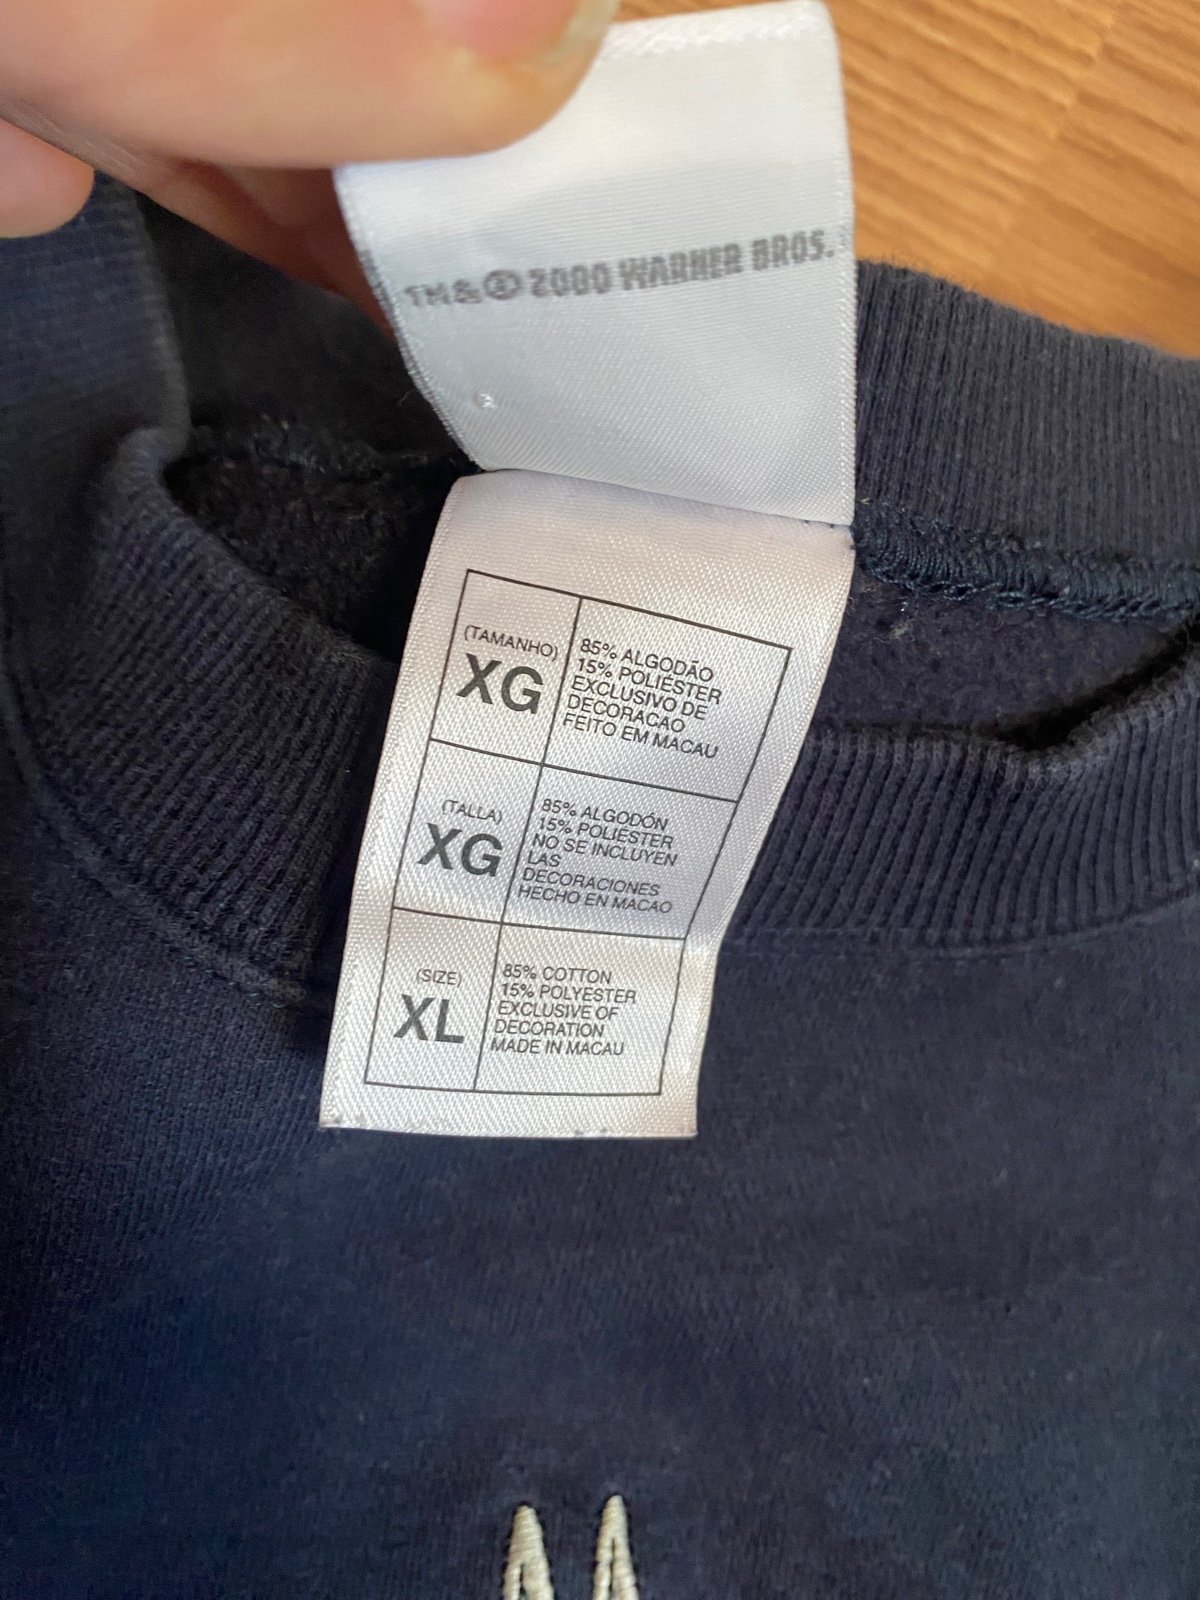 TM & © 2000 WARNER BROS.
(TAMANHO)
XG
85% ALGODÃO
15% POLIÉSTER
EXCLUSIVO DE
DECORACAO
FEITO EM MACAU
(TALLA)
XG
85% ALGODÓN
15% POLIÉSTER
NO SE INCLUYEN
LAS
DECORACIONES
HECHO EN MACAO
(SIZE)
XL
85% COTTON
15% POLYESTER
EXCLUSIVE OF
DECORATION
MADE IN MACAU